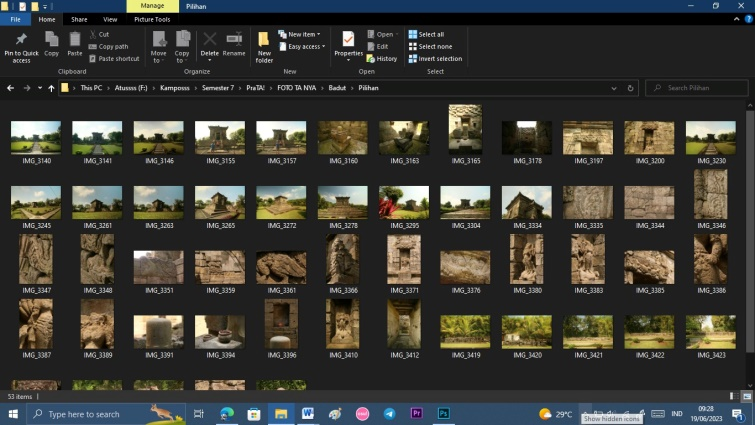 Manage
Pilihan
File
Home
Share
View
Picture Tools
Pin to Quick access
Copy
Paste
Cut
Copy path
Paste shortcut
Move to
Copy to
Delete
Rename
New folder
New item
Easy access
Properties
Open
Edit
History
Select all
Select none
Invert selection
Clipboard
Organize
New
Open
Select
This PC > Atussss (F:) > Kamposss > Semester 7 > PraTA! > FOTO TA NYA > Badut > Pilihan
Search Pilihan
IMG_3140 IMG_3141 IMG_3146 IMG_3155 IMG_3157 IMG_3160 IMG_3163 IMG_3165 IMG_3178 IMG_3197 IMG_3200 IMG_3230
IMG_3245 IMG_3261 IMG_3263 IMG_3265 IMG_3272 IMG_3278 IMG_3295 IMG_3304 IMG_3334 IMG_3335 IMG_3344 IMG_3346
IMG_3347 IMG_3348 IMG_3351 IMG_3359 IMG_3361 IMG_3366 IMG_3371 IMG_3376 IMG_3380 IMG_3383 IMG_3385 IMG_3386
IMG_3387 IMG_3389 IMG_3391 IMG_3394 IMG_3396 IMG_3410 IMG_3412 IMG_3419 IMG_3420 IMG_3421 IMG_3422 IMG_3423
53 items
Type here to search
W
Pr
Ps
29°C
Show hidden icons
IND
09:28
19/06/2023